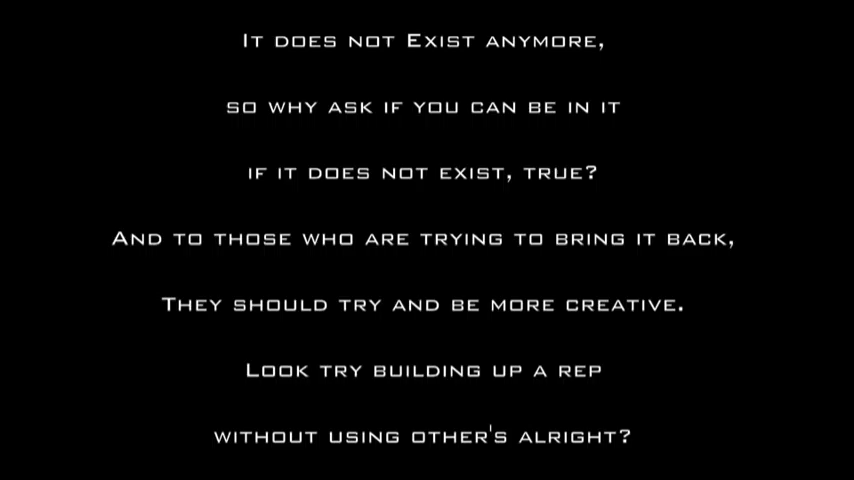 It does not Exist anymore,
so why ask if you can be in it
if it does not exist, true?
And to those who are trying to bring it back,
They should try and be more creative.
Look try building up a rep
without using other's alright?